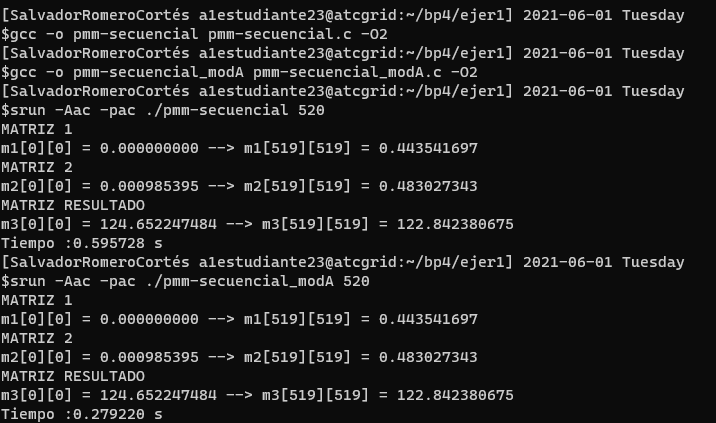 [SalvadorRomeroCortés a1estudiante23@atcgrid:~/bp4/ejer1] 2021-06-01 Tuesday
$gcc -o pmm-secuencial pmm-secuencial.c -O2
[SalvadorRomeroCortés a1estudiante23@atcgrid:~/bp4/ejer1] 2021-06-01 Tuesday
$gcc -o pmm-secuencial_modA pmm-secuencial_modA.c -O2
[SalvadorRomeroCortés a1estudiante23@atcgrid:~/bp4/ejer1] 2021-06-01 Tuesday
$srun -Aac -pac ./pmm-secuencial 520
MATRIZ 1
m1[0][0] = 0.000000000 --> m1[519][519] = 0.443541697
MATRIZ 2
m2[0][0] = 0.000985395 --> m2[519][519] = 0.483027343
MATRIZ RESULTADO
m3[0][0] = 124.652247484 --> m3[519][519] = 122.842380675
Tiempo :0.595728 s
[SalvadorRomeroCortés a1estudiante23@atcgrid:~/bp4/ejer1] 2021-06-01 Tuesday
$srun -Aac -pac ./pmm-secuencial_modA 520
MATRIZ 1
m1[0][0] = 0.000000000 --> m1[519][519] = 0.443541697
MATRIZ 2
m2[0][0] = 0.000985395 --> m2[519][519] = 0.483027343
MATRIZ RESULTADO
m3[0][0] = 124.652247484 --> m3[519][519] = 122.842380675
Tiempo :0.279220 s